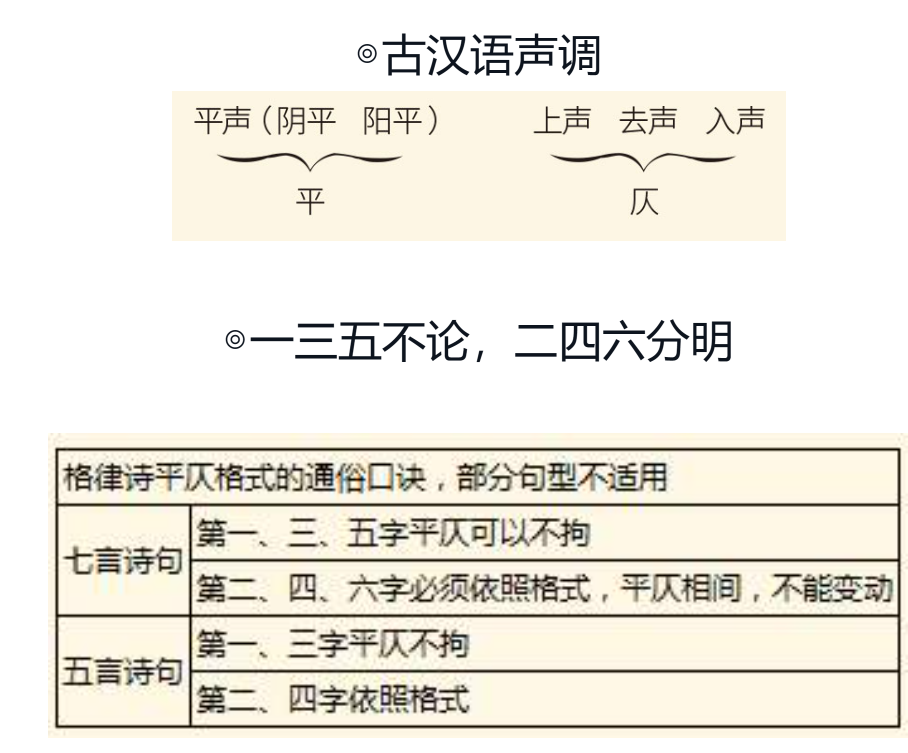 ◎古汉语声调
平声（阴平 阳平） 上声 去声 入声
平 仄
◎一三五不论，二四六分明
格律诗平仄格式的通俗口诀，部分句型不适用
七言诗句
第一、三、五字平仄可以不拘
第二、四、六字必须依照格式，平仄相间，不能变动
五言诗句
第一、三字平仄不拘
第二、四字依照格式